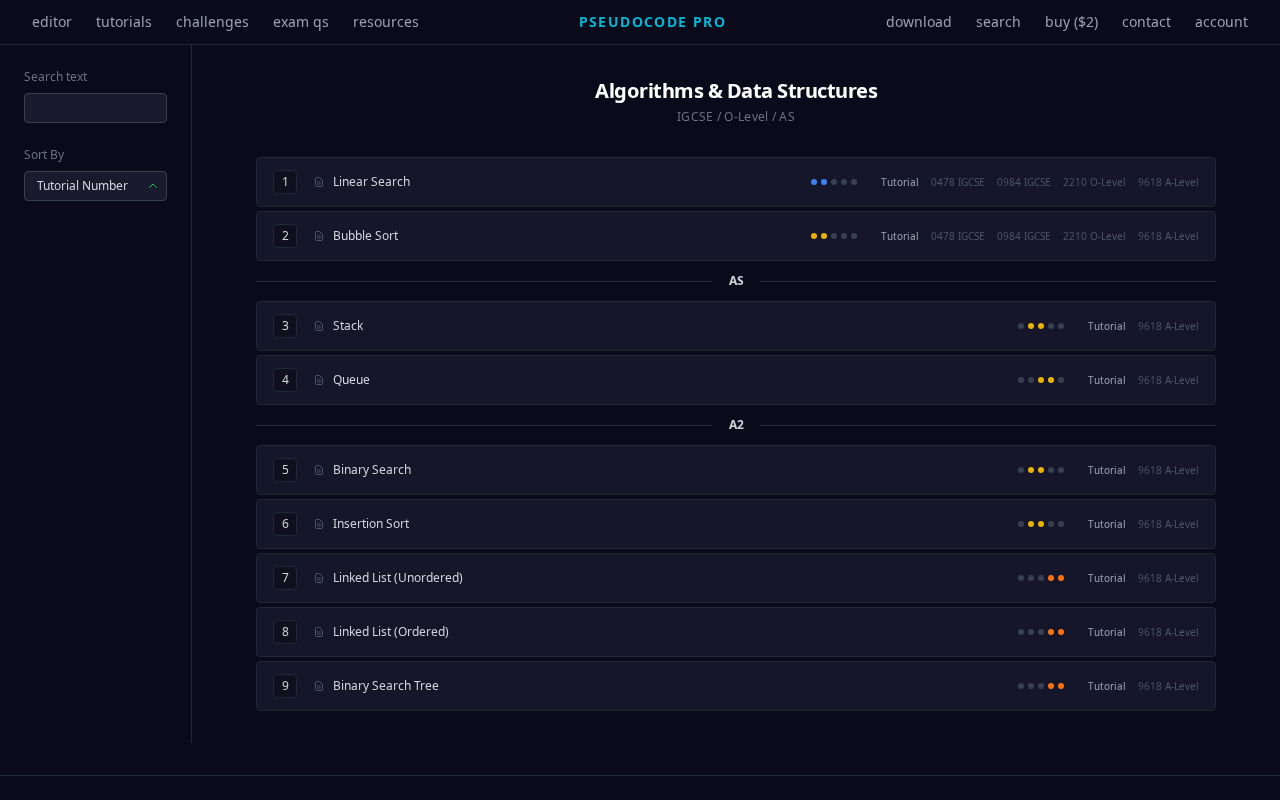 editor tutorials challenges exam qs resources PSEUDOCODE PRO download search buy ($2) contact account
Search text
Sort By
Tutorial Number
Algorithms & Data Structures
IGCSE / O-Level / AS
1 Linear Search Tutorial 0478 IGCSE 0984 IGCSE 2210 O-Level 9618 A-Level
2 Bubble Sort Tutorial 0478 IGCSE 0984 IGCSE 2210 O-Level 9618 A-Level
AS
3 Stack Tutorial 9618 A-Level
4 Queue Tutorial 9618 A-Level
A2
5 Binary Search Tutorial 9618 A-Level
6 Insertion Sort Tutorial 9618 A-Level
7 Linked List (Unordered) Tutorial 9618 A-Level
8 Linked List (Ordered) Tutorial 9618 A-Level
9 Binary Search Tree Tutorial 9618 A-Level